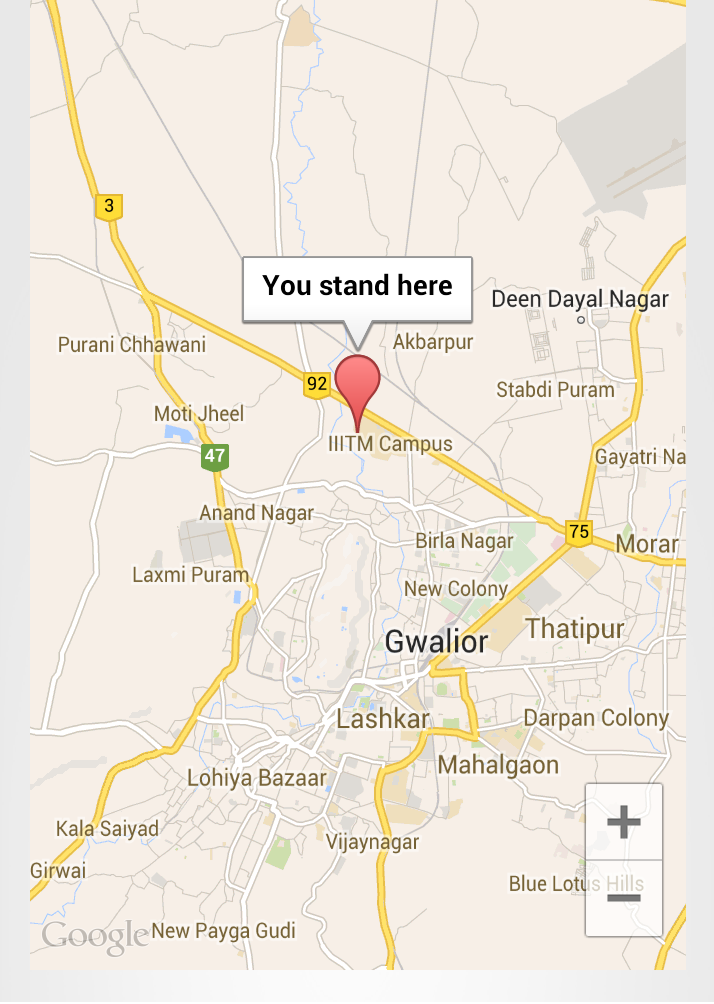 3
You stand here
Deen Dayal Nagar
Purani Chhawani
Akbarpur
92
Stabdi Puram
Moti Jheel
IIITM Campus
47
Gayatri Na
Anand Nagar
75
Birla Nagar
Morar
Laxmi Puram
New Colony
Thatipur
Gwalior
Lashkar
Darpan Colony
Mahalgaon
Lohiya Bazaar
+
Kala Saiyad
Vijaynagar
Girwai
Blue Lotus Hills
−
Google
New Payga Gudi